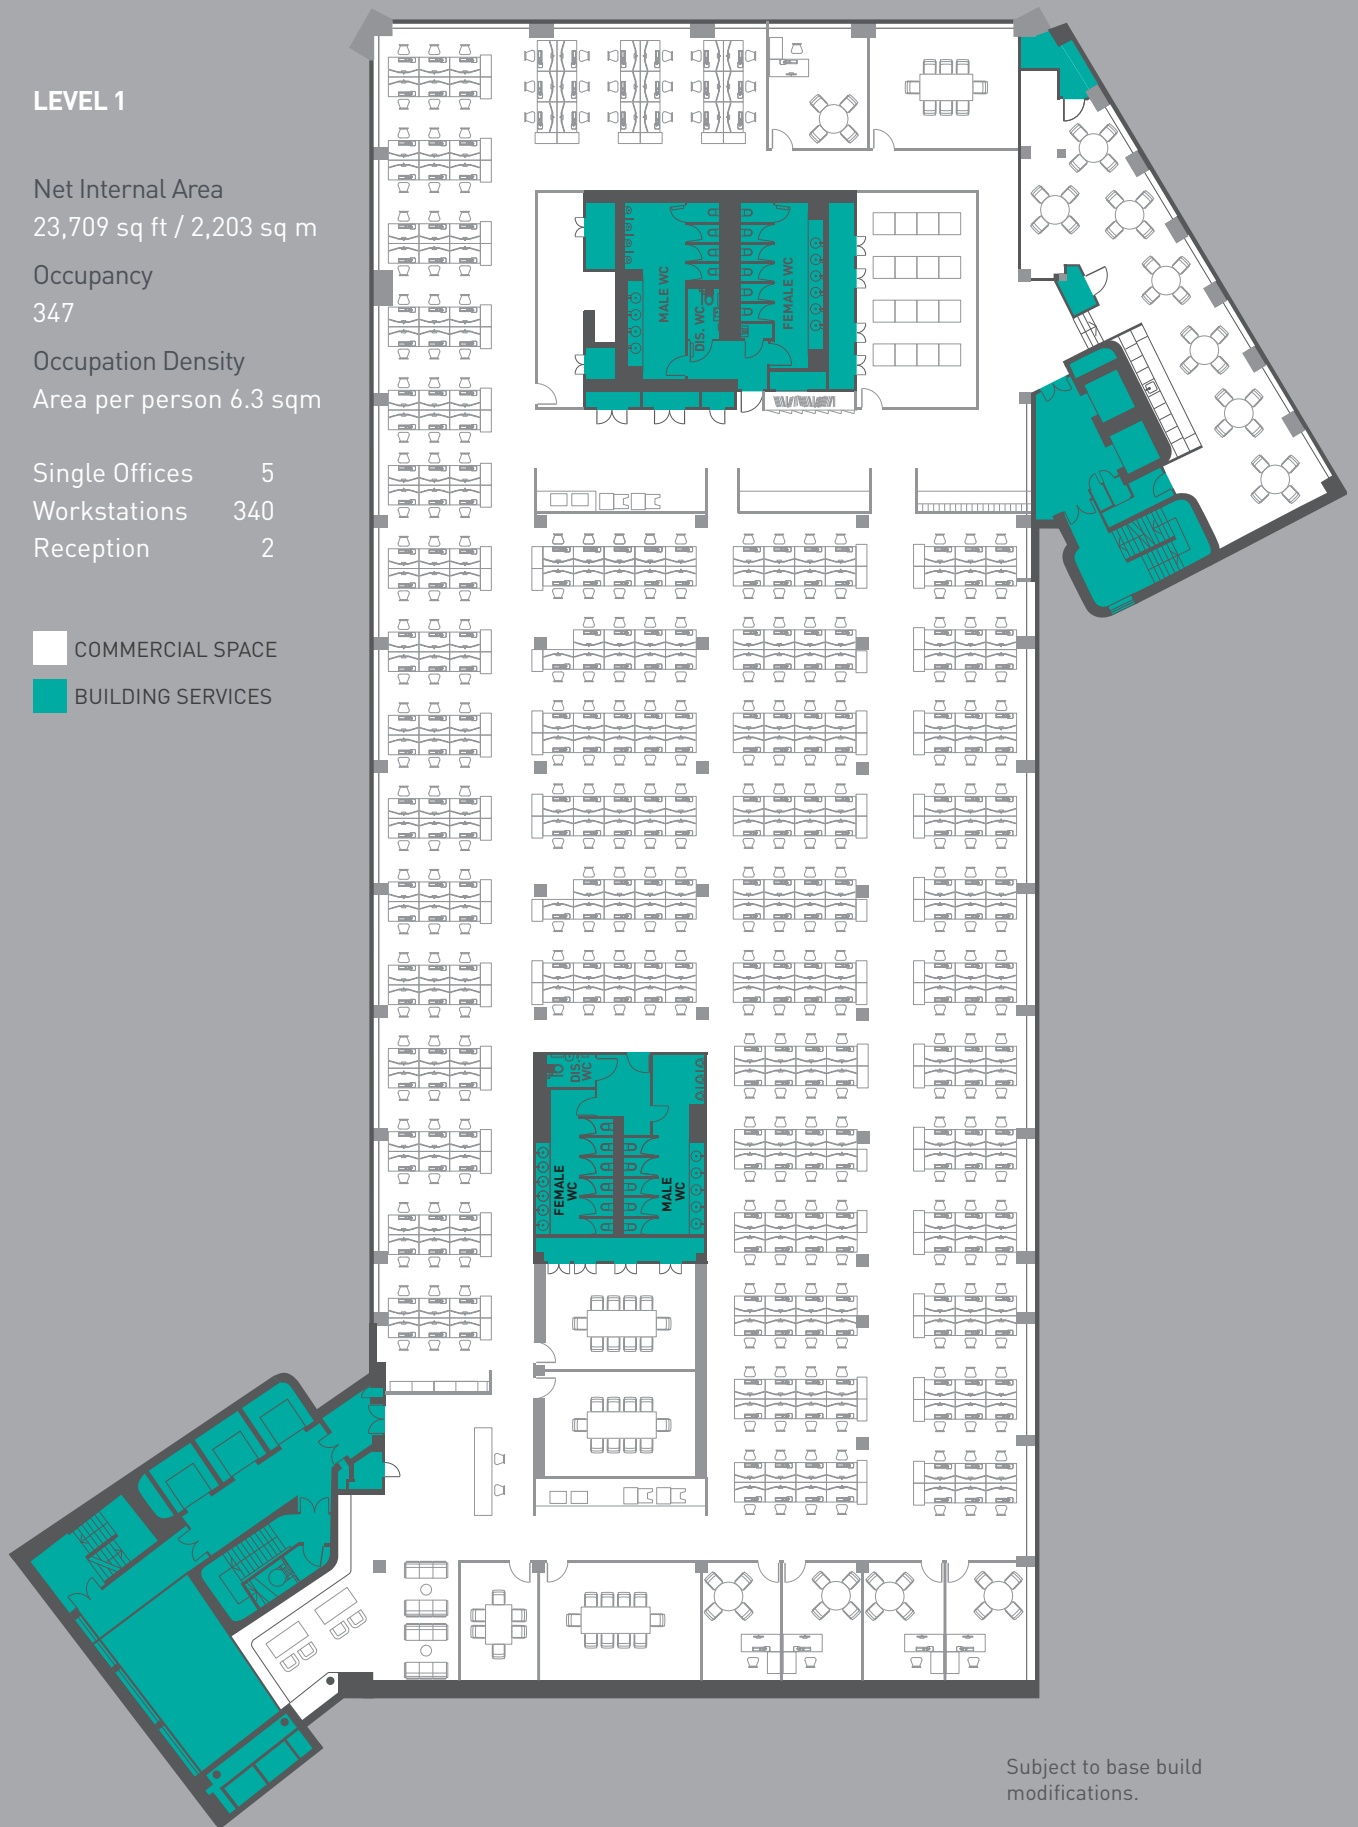 LEVEL 1
Net Internal Area
23,709 sq ft / 2,203 sq m
Occupancy
347
Occupation Density
Area per person 6.3 sqm
Single Offices 5
Workstations 340
Reception 2
COMMERCIAL SPACE
BUILDING SERVICES
MALE WC
DIS. WC
FEMALE WC
DIS.
WC
FEMALE
WC
MALE
WC
Subject to base build
modifications.